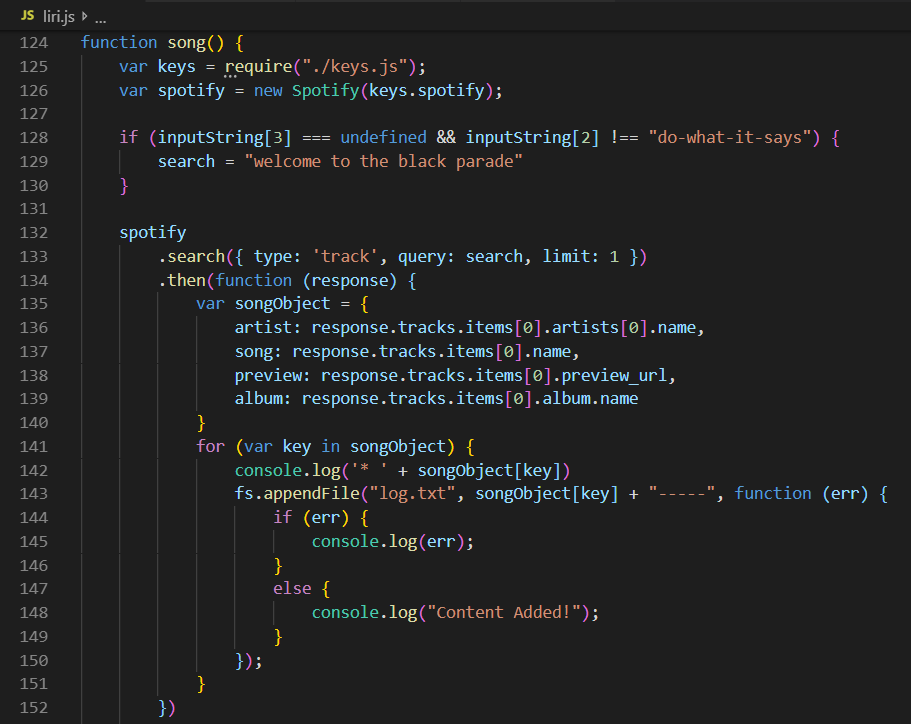 JS liri.js ...
124 function song() {
125     var keys = require("./keys.js");
126     var spotify = new Spotify(keys.spotify);
127
128     if (inputString[3] === undefined && inputString[2] !== "do-what-it-says") {
129         search = "welcome to the black parade"
130     }
131
132     spotify
133         .search({ type: 'track', query: search, limit: 1 })
134         .then(function (response) {
135             var songObject = {
136                 artist: response.tracks.items[0].artists[0].name,
137                 song: response.tracks.items[0].name,
138                 preview: response.tracks.items[0].preview_url,
139                 album: response.tracks.items[0].album.name
140             }
141             for (var key in songObject) {
142                 console.log('* ' + songObject[key])
143                 fs.appendFile("log.txt", songObject[key] + "-----", function (err) {
144                     if (err) {
145                         console.log(err);
146                     }
147                     else {
148                         console.log("Content Added!");
149                     }
150                 });
151             }
152         })